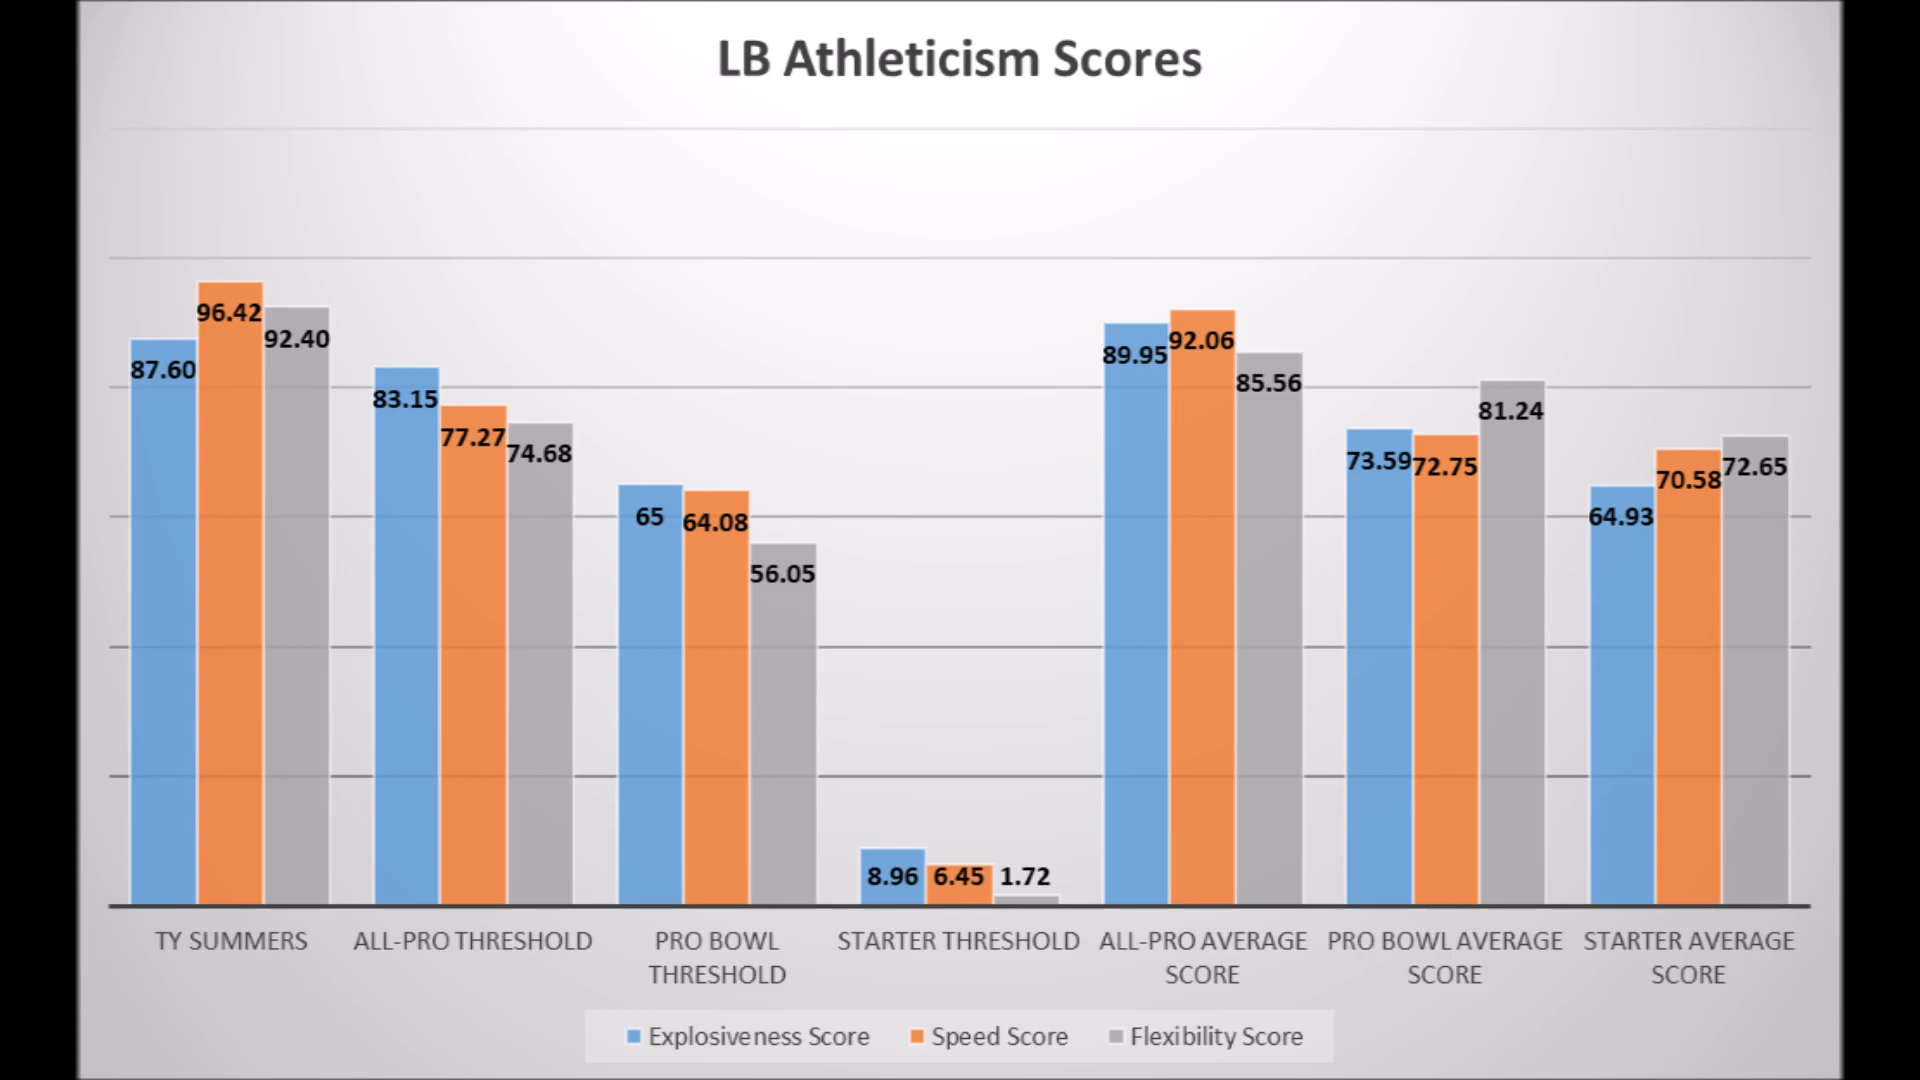 LB Athleticism Scores
96.42
92.40
87.60
83.15
77.27
74.68
65
64.08
56.05
8.96
6.45
1.72
89.95
92.06
85.56
73.59
72.75
81.24
64.93
70.58
72.65
TY SUMMERS
ALL-PRO THRESHOLD
PRO BOWL
THRESHOLD
STARTER THRESHOLD
ALL-PRO AVERAGE
SCORE
PRO BOWL AVERAGE
SCORE
STARTER AVERAGE
SCORE
Explosiveness Score
Speed Score
Flexibility Score